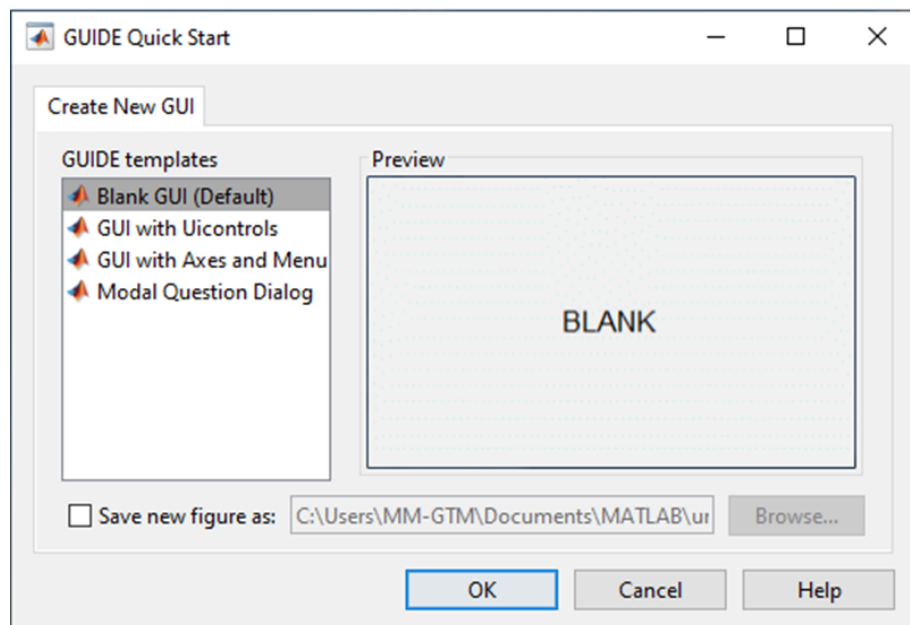 GUIDE Quick Start
Create New GUI
GUIDE templates
Blank GUI (Default)
GUI with Uicontrols
GUI with Axes and Menu
Modal Question Dialog
Preview
BLANK
Save new figure as: C:\Users\MM-GTM\Documents\MATLAB\ur Browse...
OK Cancel Help